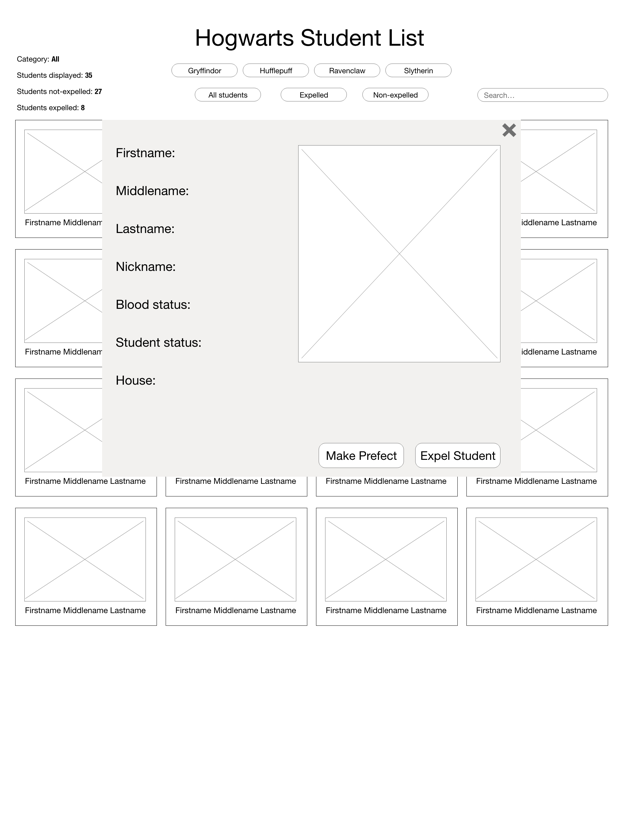 Hogwarts Student List
Category: All
Students displayed: 35
Students not-expelled: 27
Students expelled: 8
Gryffindor
Hufflepuff
Ravenclaw
Slytherin
All students
Expelled
Non-expelled
Search...
Firstname Middlenam
iddlename Lastname
Firstname Middlenam
iddlename Lastname
Firstname:
Middlename:
Lastname:
Nickname:
Blood status:
Student status:
House:
Make Prefect
Expel Student
Firstname Middlename Lastname
Firstname Middlename Lastname
Firstname Middlename Lastname
Firstname Middlename Lastname
Firstname Middlename Lastname
Firstname Middlename Lastname
Firstname Middlename Lastname
Firstname Middlename Lastname